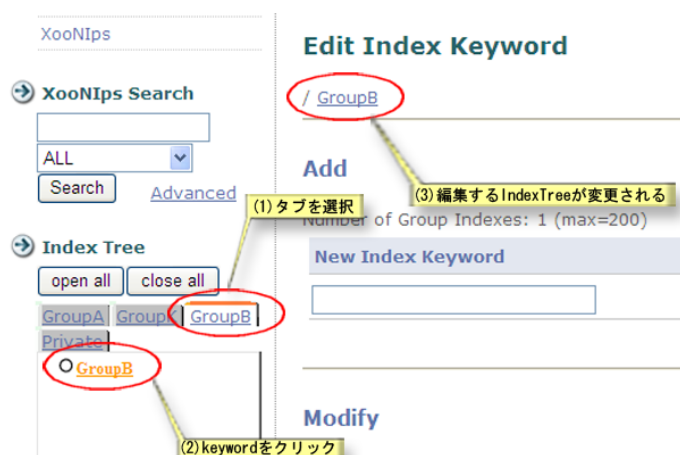 XooNIps
XooNIps Search
ALL
Search
Advanced
Index Tree
open all
close all
GroupA
GroupX
GroupB
Private
GroupB
(1)タブを選択
(2)keywordをクリック
Edit Index Keyword
/ GroupB
(3)編集するIndexTreeが変更される
Add
Number of Group Indexes: 1 (max=200)
New Index Keyword
Modify